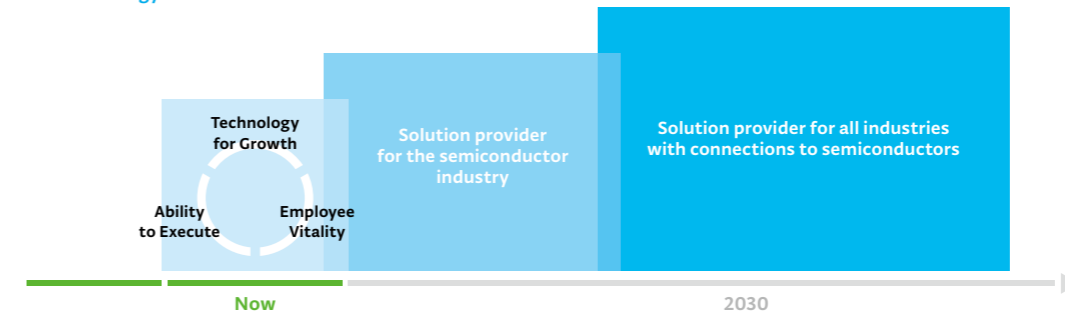 Technology
for Growth
Ability
to Execute
Employee
Vitality
Solution provider
for the semiconductor
industry
Solution provider for all industries
with connections to semiconductors
Now
2030